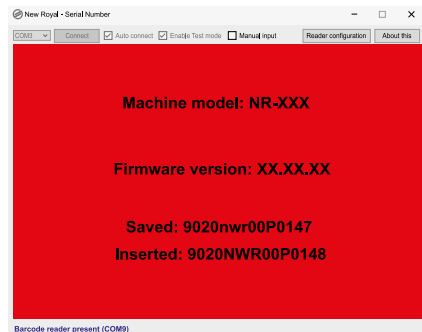 New Royal - Serial Number
COM3 Connect Auto connect Enable Test mode Manual input Reader configuration About this
Machine model: NR-XXX
Firmware version: XX.XX.XX
Saved: 9020nwr00P0147
Inserted: 9020NWR00P0148
Barcode reader present (COM9)